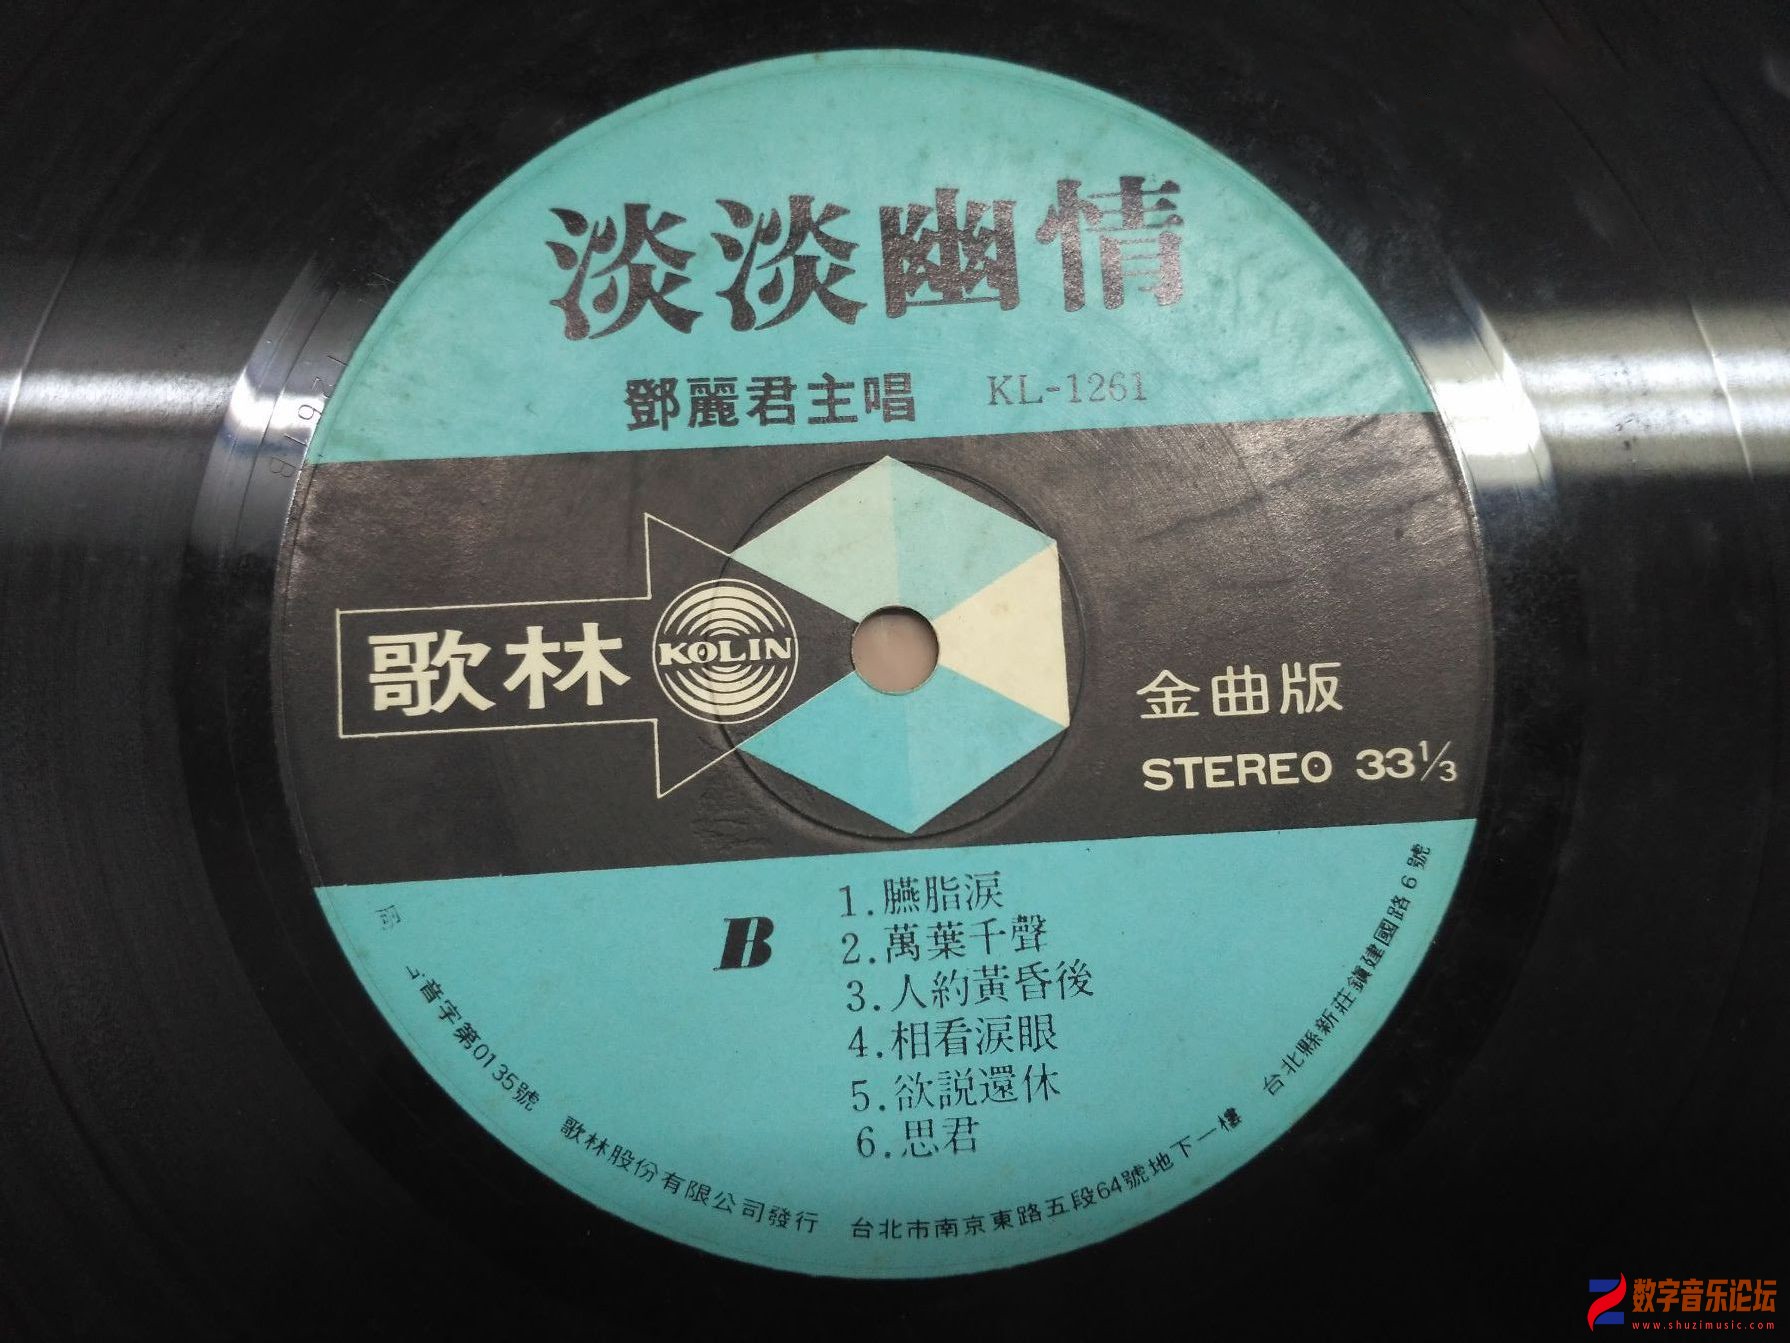 淡淡幽情
鄧麗君主唱 KL-1261
1261B
歌林 KOLIN
金曲版
STEREO 33⅓
B
1.臙脂淚
2.萬葉千聲
3.人約黃昏後
4.相看淚眼
5.欲説還休
6.思君
音字第0135號 歌林股份有限公司發行 台北市南京東路五段64號地下一樓 台北縣新莊鎮建國路6號
数字音乐论坛
www.shuzimusic.com